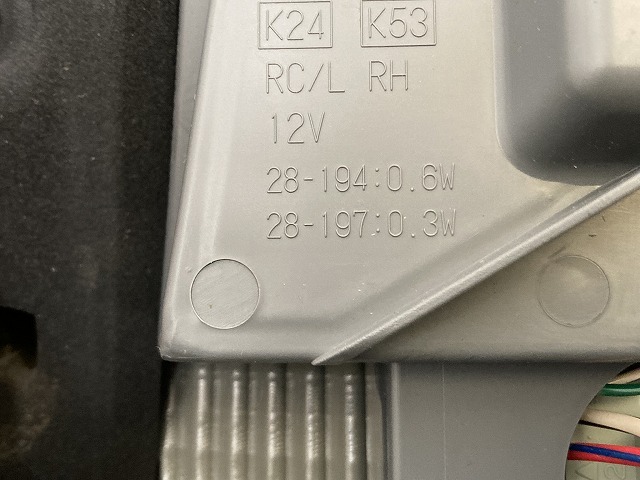 K24 K53
RC/L RH
12V
28-194:0.6W
28-197:0.3W